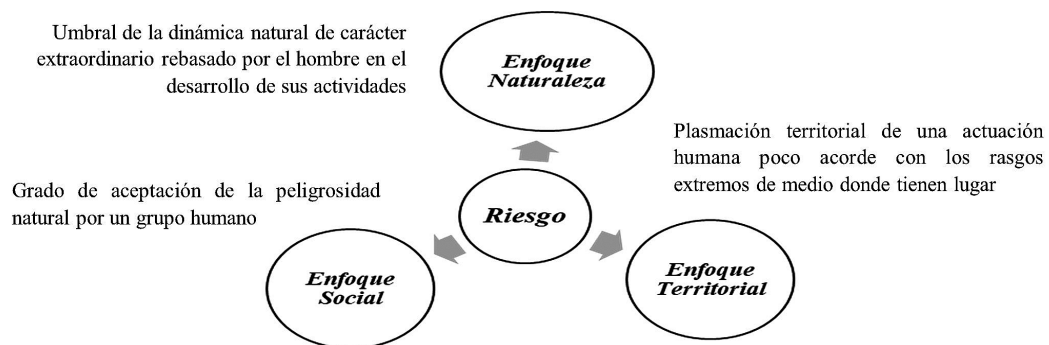 Umbral de la dinámica natural de carácter
extraordinario rebasado por el hombre en el
desarrollo de sus actividades
Enfoque
Naturaleza
Plasmación territorial de una actuación
humana poco acorde con los rasgos
extremos de medio donde tienen lugar
Grado de aceptación de la peligrosidad
natural por un grupo humano
Riesgo
Enfoque
Social
Enfoque
Territorial